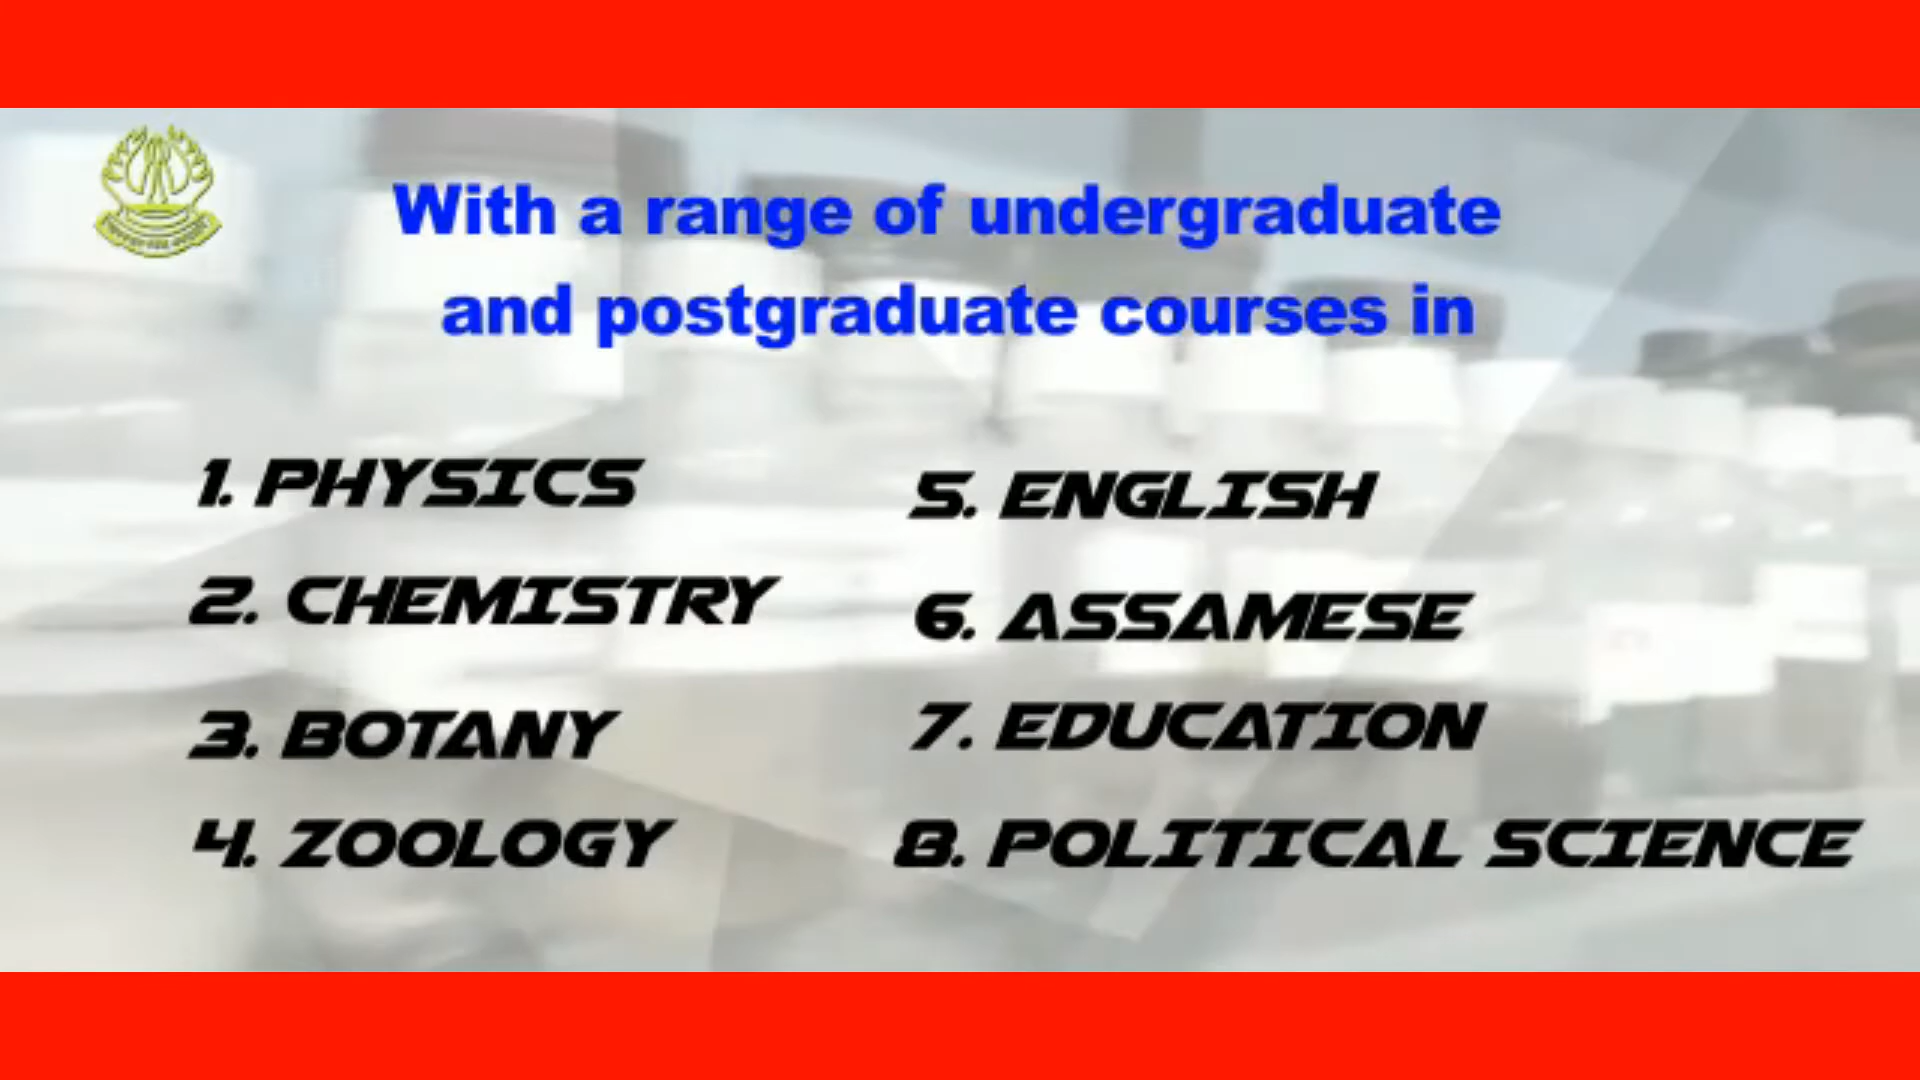 With a range of undergraduate
and postgraduate courses in
1. PHYSICS
2. CHEMISTRY
3. BOTANY
4. ZOOLOGY
5. ENGLISH
6. ASSAMESE
7. EDUCATION
8. POLITICAL SCIENCE